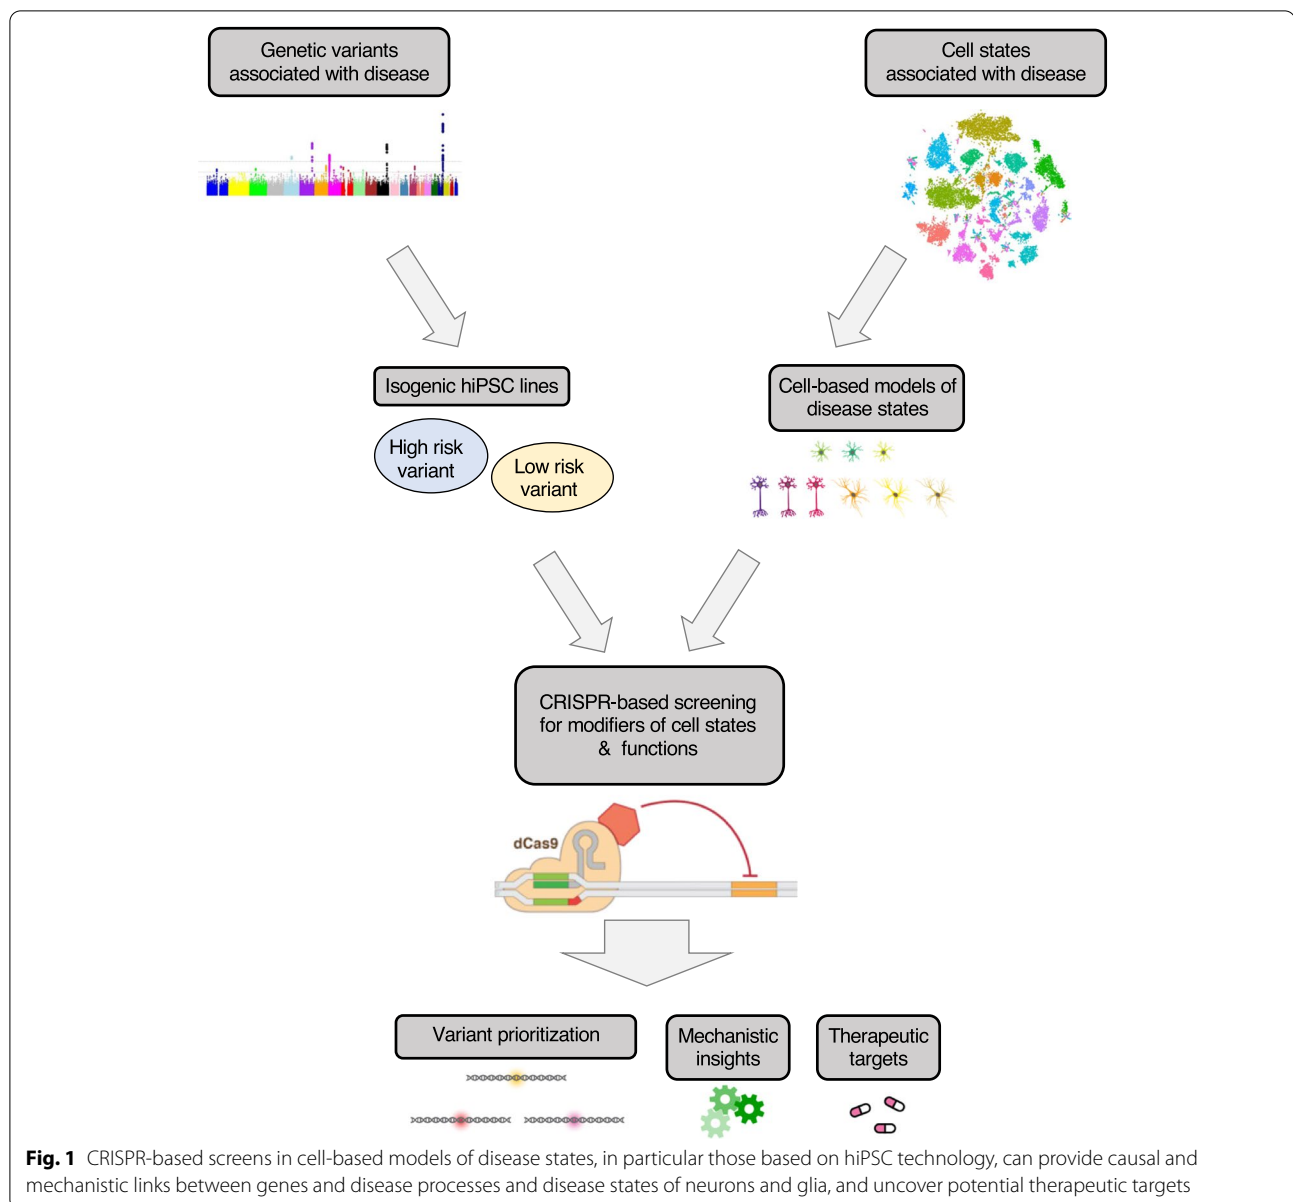 Genetic variants
associated with disease
Cell states
associated with disease
Isogenic hiPSC lines
High risk
variant
Low risk
variant
Cell-based models of
disease states
CRISPR-based screening
for modifiers of cell states
& functions
dCas9
Variant prioritization
Mechanistic
insights
Therapeutic
targets
Fig. 1 CRISPR-based screens in cell-based models of disease states, in particular those based on hiPSC technology, can provide causal and
mechanistic links between genes and disease processes and disease states of neurons and glia, and uncover potential therapeutic targets